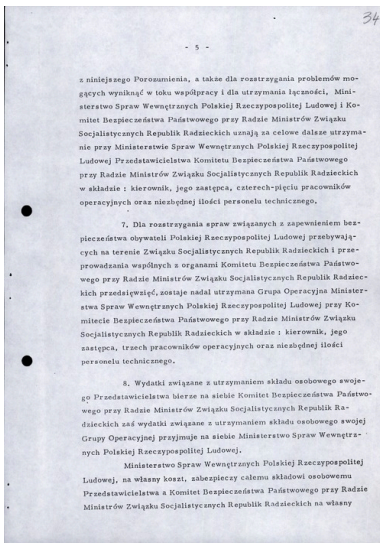 34
- 5 -
z niniejszego Porozumienia, a także dla rozstrzygania problemów mo-
gących wyniknąć w toku współpracy i dla utrzymania łączności, Mini-
sterstwo Spraw Wewnętrznych Polskiej Rzeczypospolitej Ludowej i Ko-
mitet Bezpieczeństwa Państwowego przy Radzie Ministrów Związku
Socjalistycznych Republik Radzieckich uznają za celowe dalsze utrzyma-
nie przy Ministerstwie Spraw Wewnętrznych Polskiej Rzeczypospolitej
Ludowej Przedstawicielstwa Komitetu Bezpieczeństwa Państwowego
przy Radzie Ministrów Związku Socjalistycznych Republik Radzieckich
w składzie : kierownik, jego zastępca, czterech-pięciu pracowników
operacyjnych oraz niezbędnej ilości personelu technicznego.
7. Dla rozstrzygania spraw związanych z zapewnieniem bez-
pieczeństwa obywateli Polskiej Rzeczypospolitej Ludowej przebywają-
cych na terenie Związku Socjalistycznych Republik Radzieckich i prze-
prowadzania wspólnych z organami Komitetu Bezpieczeństwa Państwo-
wego przy Radzie Ministrów Związku Socjalistycznych Republik Radziec-
kich przedsięwzięć, zostaje nadal utrzymana Grupa Operacyjna Minister-
stwa Spraw Wewnętrznych Polskiej Rzeczypospolitej Ludowej przy Ko-
mitecie Bezpieczeństwa Państwowego przy Radzie Ministrów Związku
Socjalistycznych Republik Radzieckich w składzie : kierownik, jego
zastępca, trzech pracowników operacyjnych oraz niezbędnej ilości
personelu technicznego.
8. Wydatki związane z utrzymaniem składu osobowego swoje-
go Przedstawicielstwa bierze na siebie Komitet Bezpieczeństwa Państwo-
wego przy Radzie Ministrów Związku Socjalistycznych Republik Ra-
dzieckich zaś wydatki związane z utrzymaniem składu osobowego swojej
Grupy Operacyjnej przyjmuje na siebie Ministerstwo Spraw Wewnętrz-
nych Polskiej Rzeczypospolitej Ludowej.
Ministerstwo Spraw Wewnętrznych Polskiej Rzeczypospolitej
Ludowej, na własny koszt, zabezpieczy całemu składowi osobowemu
Przedstawicielstwa a Komitet Bezpieczeństwa Państwowego przy Radzie
Ministrów Związku Socjalistycznych Republik Radzieckich na własny